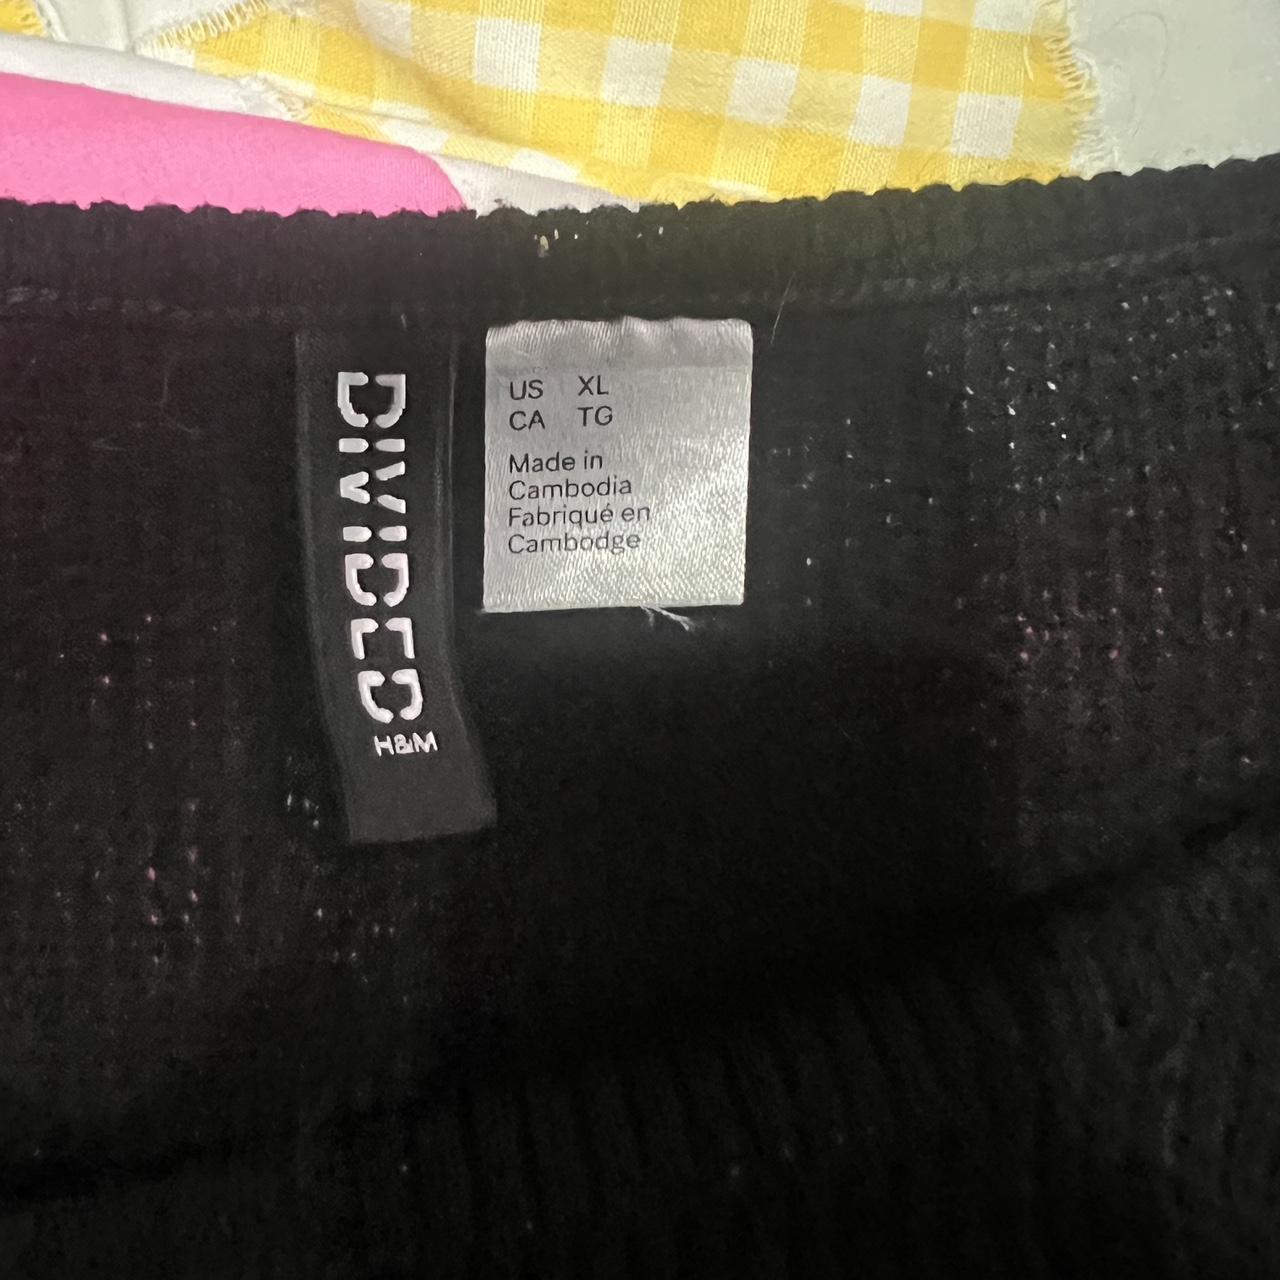 DIVIDED
H&M
US XL
CA TG
Made in
Cambodia
Fabriqué en
Cambodge